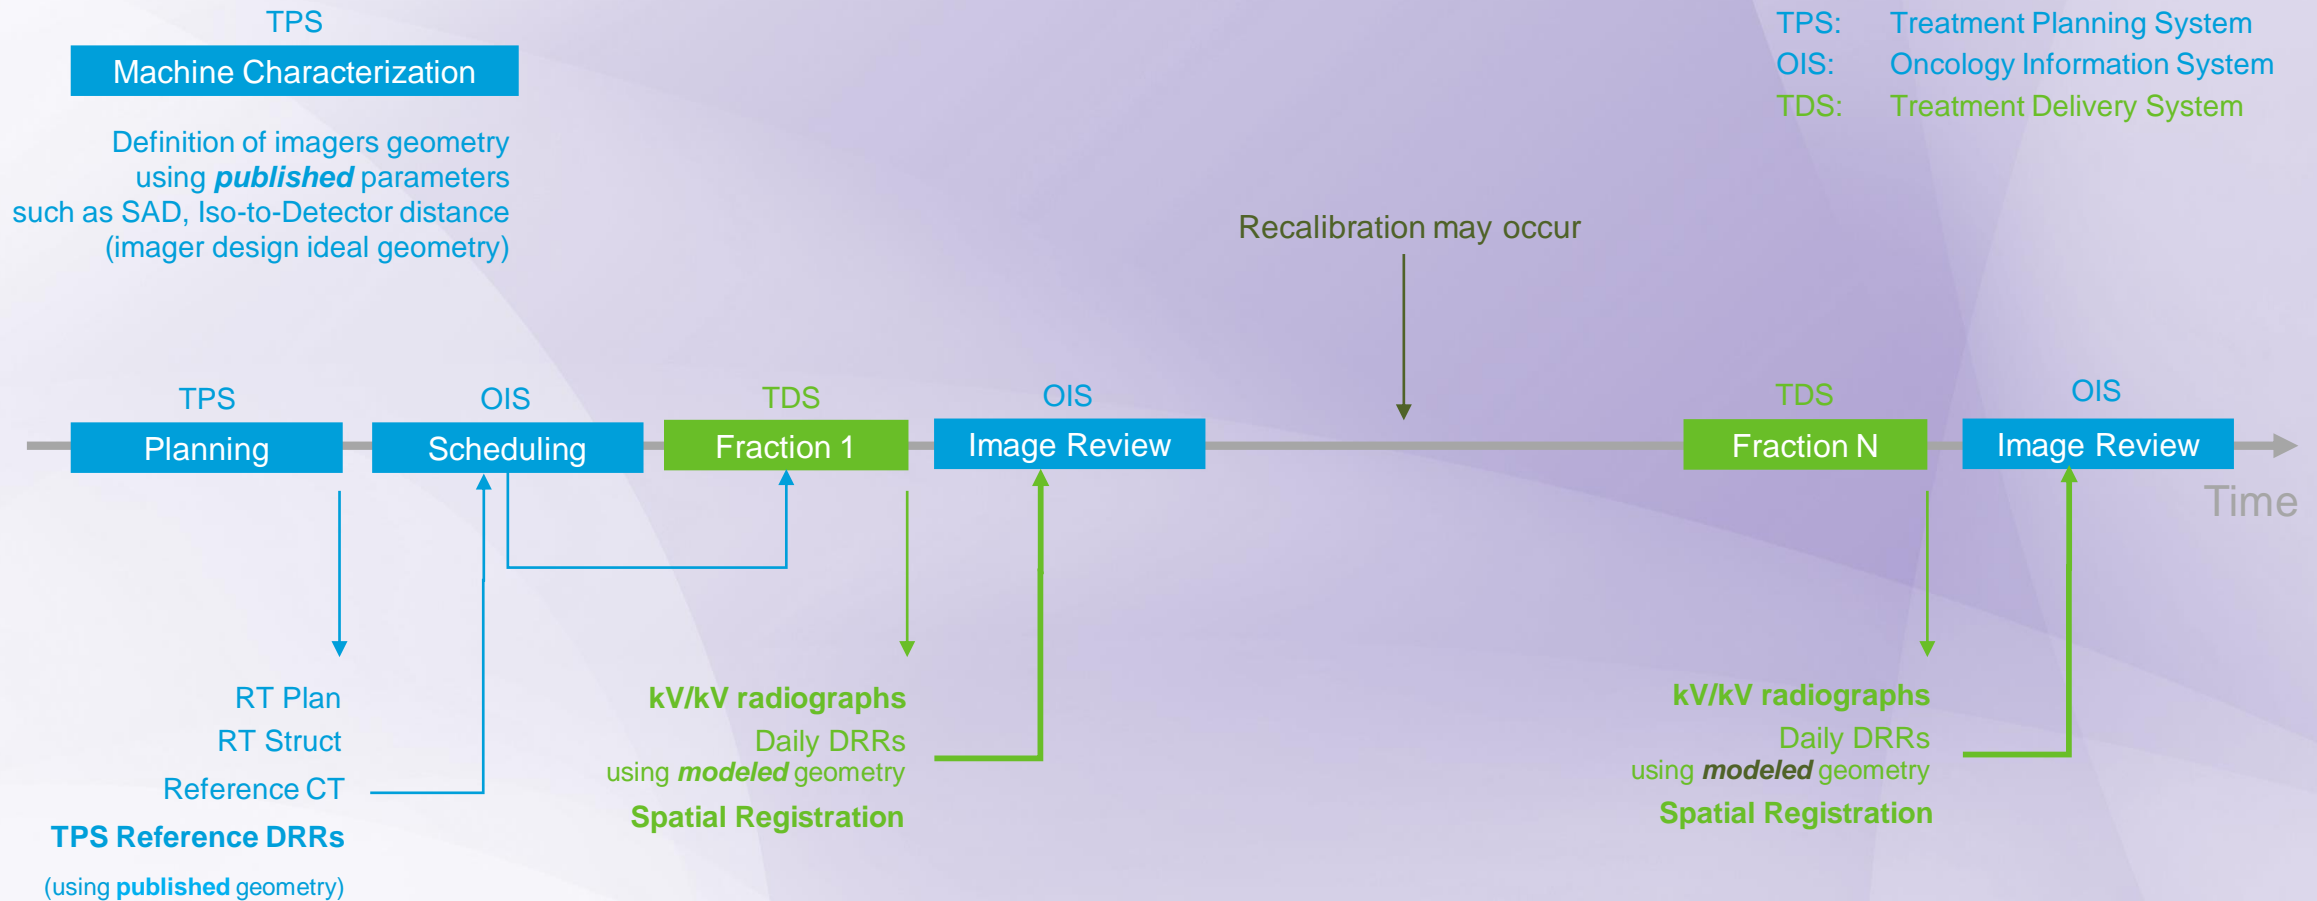 TPS
Machine Characterization
Definition of imagers geometry
using published parameters
such as SAD, Iso-to-Detector distance
(imager design ideal geometry)
TPS: Treatment Planning System
OIS: Oncology Information System
TDS: Treatment Delivery System
Recalibration may occur
TPS
Planning
OIS
Scheduling
TDS
Fraction 1
OIS
Image Review
TDS
Fraction N
OIS
Image Review
Time
RT Plan
RT Struct
Reference CT
TPS Reference DRRs
(using published geometry)
kV/kV radiographs
Daily DRRs
using modeled geometry
Spatial Registration
kV/kV radiographs
Daily DRRs
using modeled geometry
Spatial Registration